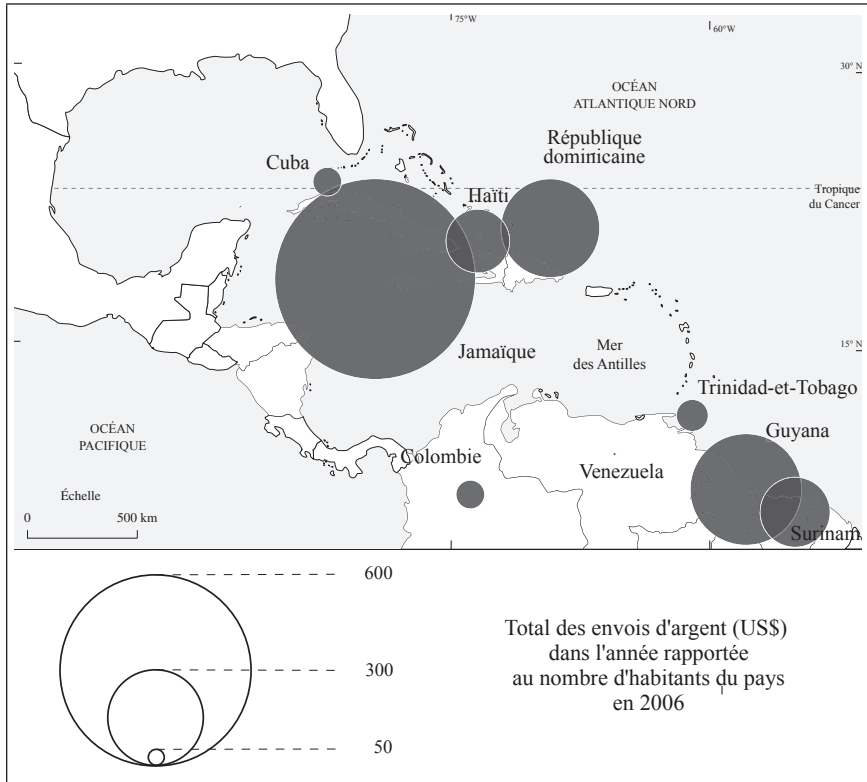 75°W
60°W
30° N
OCÉAN
ATLANTIQUE NORD
République
dominicaine
Cuba
Haïti
Tropique
du Cancer
Jamaïque
Mer
des Antilles
15° N
Trinidad-et-Tobago
OCÉAN
PACIFIQUE
Guyana
Colombie
Venezuela
Échelle
0
500 km
Surinam
600
300
50
Total des envois d'argent (US$)
dans l'année rapportée
au nombre d'habitants du pays
en 2006